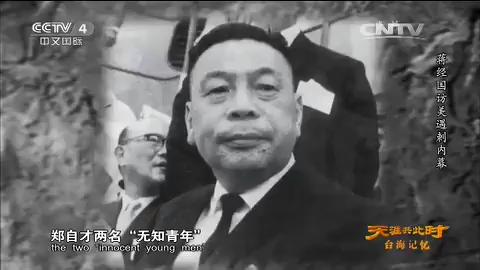 CCTV 4
中文国际
CNTV
蒋经国访美遇刺内幕
郑自才两名“无知青年”
the two 'innocent young men'
天涯共此时
台海记忆